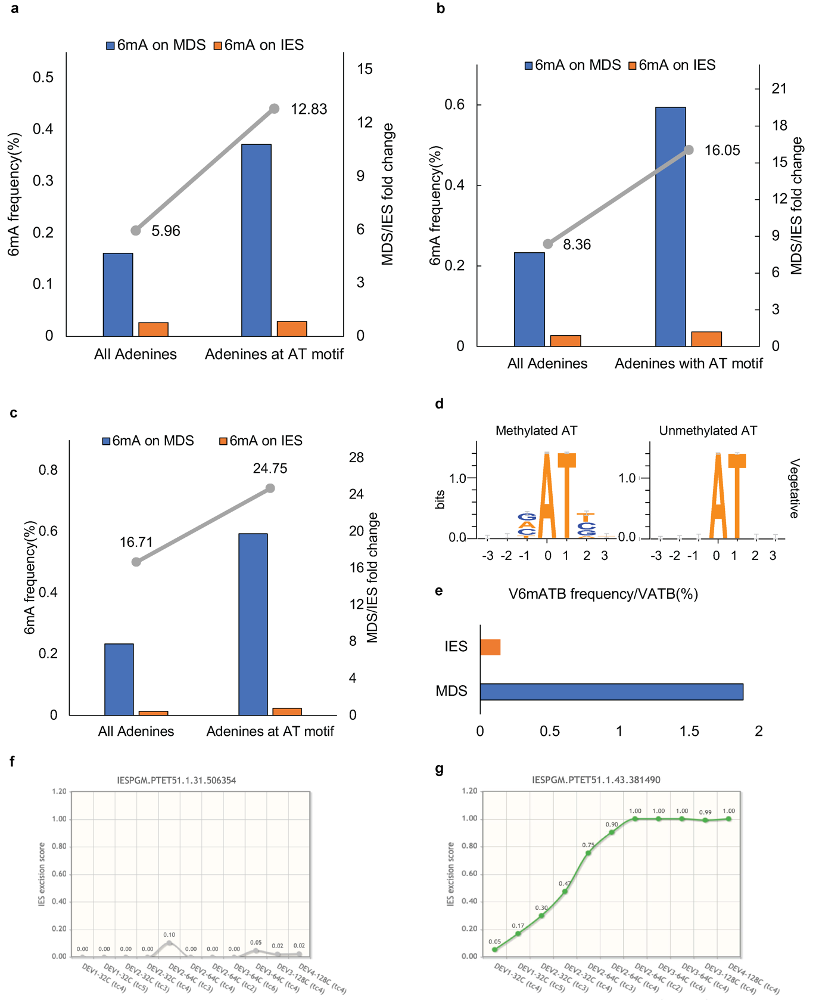 a
6mA on MDS 6mA on IES
0.5
0.4
0.3
0.2
0.1
0
6mA frequency(%)
15
12
9
6
3
0
MDS/IES fold change
12.83
5.96
All Adenines Adenines at AT motif
b
6mA on MDS 6mA on IES
0.6
0.4
0.2
0
6mA frequency(%)
21
18
15
12
9
6
3
0
MDS/IES fold change
16.05
8.36
All Adenines Adenines with AT motif
c
6mA on MDS 6mA on IES
0.8
0.6
0.4
0.2
0
6mA frequency(%)
28
24
20
16
12
8
4
0
MDS/IES fold change
24.75
16.71
All Adenines Adenines at AT motif
d
Methylated AT Unmethylated AT
bits
1.0
0.0
G
A
C
T
A T
T
C
G
-3 -2 -1 0 1 2 3
1.0
0.0
A T
-3 -2 -1 0 1 2 3
Vegetative
e
V6mATB frequency/VATB(%)
IES
MDS
0 0.5 1 1.5 2
f
IESPGM.PTET51.1.31.506354
1.20
1.00
0.80
0.60
0.40
0.20
0.00
IES excision score
0.00 0.00 0.00 0.00 0.10 0.00 0.00 0.00 0.05 0.02 0.02
DEV1-32C (tc4)
DEV1-32C (tc5)
DEV2-32C (tc3)
DEV2-32C (tc4)
DEV2-64C (tc3)
DEV2-64C (tc4)
DEV2-64C (tc2)
DEV3-64C (tc6)
DEV3-64C (tc4)
DEV3-128C (tc4)
DEV4-128C (tc4)
g
IESPGM.PTET51.1.43.381490
1.20
1.00
0.80
0.60
0.40
0.20
0.00
IES excision score
0.05 0.17 0.30 0.47 0.75 0.90 1.00 1.00 1.00 0.99 1.00
DEV1-32C (tc4)
DEV1-32C (tc5)
DEV2-32C (tc3)
DEV2-32C (tc4)
DEV2-64C (tc3)
DEV2-64C (tc4)
DEV2-64C (tc2)
DEV3-64C (tc6)
DEV3-64C (tc4)
DEV3-128C (tc4)
DEV4-128C (tc4)